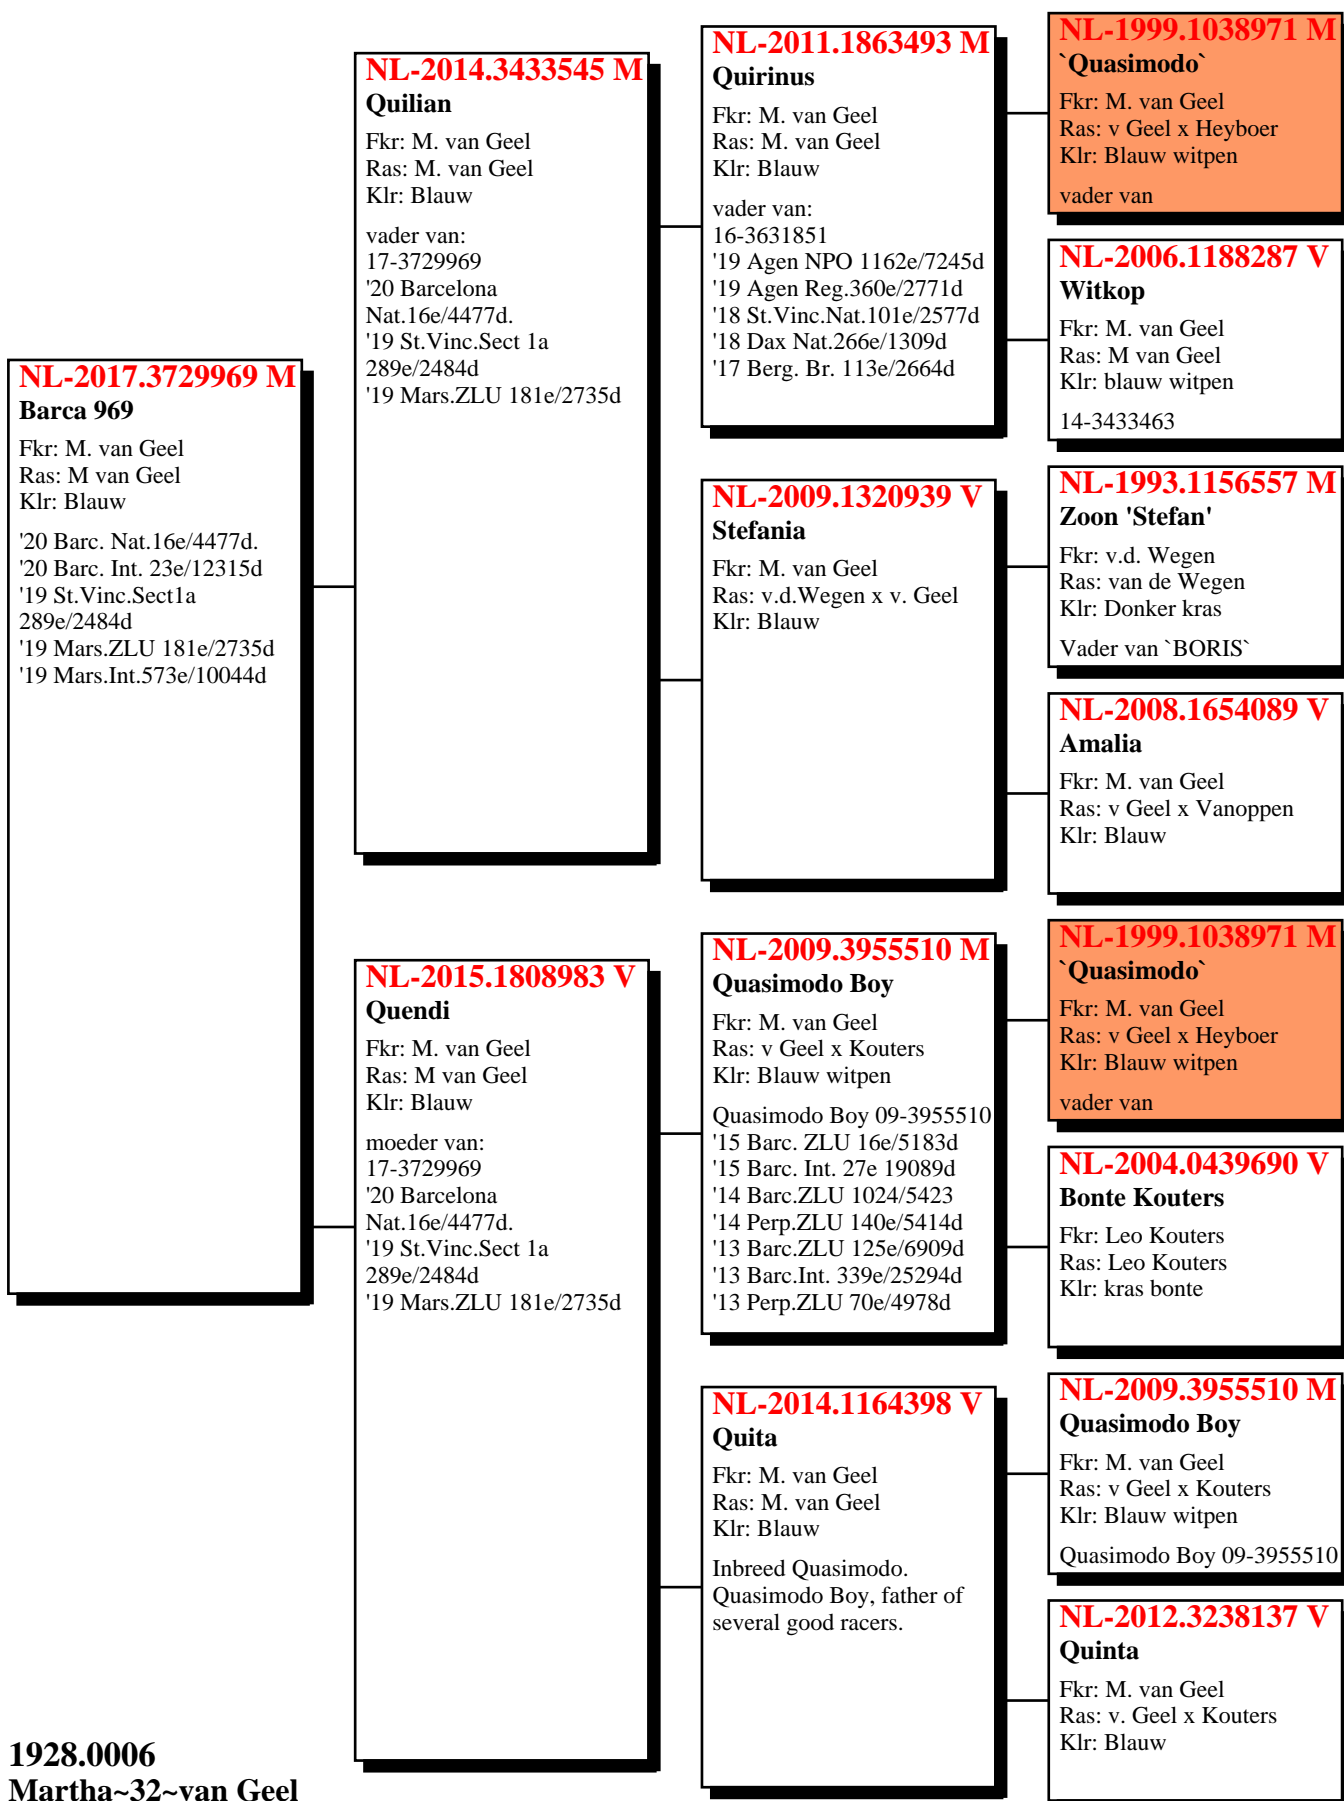 NL-2017.3729969 M
Barca 969
Fkr: M. van Geel
Ras: M van Geel
Klr: Blauw
'20 Barc. Nat.16e/4477d.
'20 Barc. Int. 23e/12315d
'19 St.Vinc.Sect1a
289e/2484d
'19 Mars.ZLU 181e/2735d
'19 Mars.Int.573e/10044d
NL-2014.3433545 M
Quilian
Fkr: M. van Geel
Ras: M. van Geel
Klr: Blauw
vader van:
17-3729969
'20 Barcelona
Nat.16e/4477d.
'19 St.Vinc.Sect 1a
289e/2484d
'19 Mars.ZLU 181e/2735d
NL-2015.1808983 V
Quendi
Fkr: M. van Geel
Ras: M van Geel
Klr: Blauw
moeder van:
17-3729969
'20 Barcelona
Nat.16e/4477d.
'19 St.Vinc.Sect 1a
289e/2484d
'19 Mars.ZLU 181e/2735d
NL-2011.1863493 M
Quirinus
Fkr: M. van Geel
Ras: M. van Geel
Klr: Blauw
vader van:
16-3631851
'19 Agen NPO 1162e/7245d
'19 Agen Reg.360e/2771d
'18 St.Vinc.Nat.101e/2577d
'18 Dax Nat.266e/1309d
'17 Berg. Br. 113e/2664d
NL-2009.1320939 V
Stefania
Fkr: M. van Geel
Ras: v.d.Wegen x v. Geel
Klr: Blauw
NL-2009.3955510 M
Quasimodo Boy
Fkr: M. van Geel
Ras: v Geel x Kouters
Klr: Blauw witpen
Quasimodo Boy 09-3955510
'15 Barc. ZLU 16e/5183d
'15 Barc. Int. 27e 19089d
'14 Barc.ZLU 1024/5423
'14 Perp.ZLU 140e/5414d
'13 Barc.ZLU 125e/6909d
'13 Barc.Int. 339e/25294d
'13 Perp.ZLU 70e/4978d
NL-2014.1164398 V
Quita
Fkr: M. van Geel
Ras: M. van Geel
Klr: Blauw
Inbreed Quasimodo.
Quasimodo Boy, father of
several good racers.
NL-1999.1038971 M
`Quasimodo`
Fkr: M. van Geel
Ras: v Geel x Heyboer
Klr: Blauw witpen
vader van
NL-2006.1188287 V
Witkop
Fkr: M. van Geel
Ras: M van Geel
Klr: blauw witpen
14-3433463
NL-1993.1156557 M
Zoon 'Stefan'
Fkr: v.d. Wegen
Ras: van de Wegen
Klr: Donker kras
Vader van `BORIS`
NL-2008.1654089 V
Amalia
Fkr: M. van Geel
Ras: v Geel x Vanoppen
Klr: Blauw
NL-1999.1038971 M
`Quasimodo`
Fkr: M. van Geel
Ras: v Geel x Heyboer
Klr: Blauw witpen
vader van
NL-2004.0439690 V
Bonte Kouters
Fkr: Leo Kouters
Ras: Leo Kouters
Klr: kras bonte
NL-2009.3955510 M
Quasimodo Boy
Fkr: M. van Geel
Ras: v Geel x Kouters
Klr: Blauw witpen
Quasimodo Boy 09-3955510
NL-2012.3238137 V
Quinta
Fkr: M. van Geel
Ras: v. Geel x Kouters
Klr: Blauw
1928.0006
Martha~32~van Geel